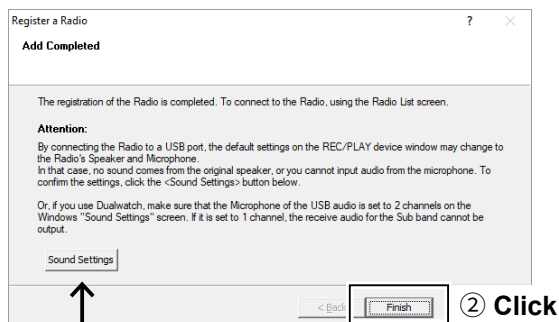 Register a Radio
?
Add Completed
The registration of the Radio is completed. To connect to the Radio, using the Radio List screen.
Attention:
By connecting the Radio to a USB port, the default settings on the REC/PLAY device window may change to
the Radio's Speaker and Microphone.
In that case, no sound comes from the original speaker, or you cannot input audio from the microphone. To
confirm the settings, click the <Sound Settings> button below.
Or, if you use Dualwatch, make sure that the Microphone of the USB audio is set to 2 channels on the
Windows "Sound Settings" screen. If it is set to 1 channel, the receive audio for the Sub band cannot be
output.
Sound Settings
< Back
Finish
② Click